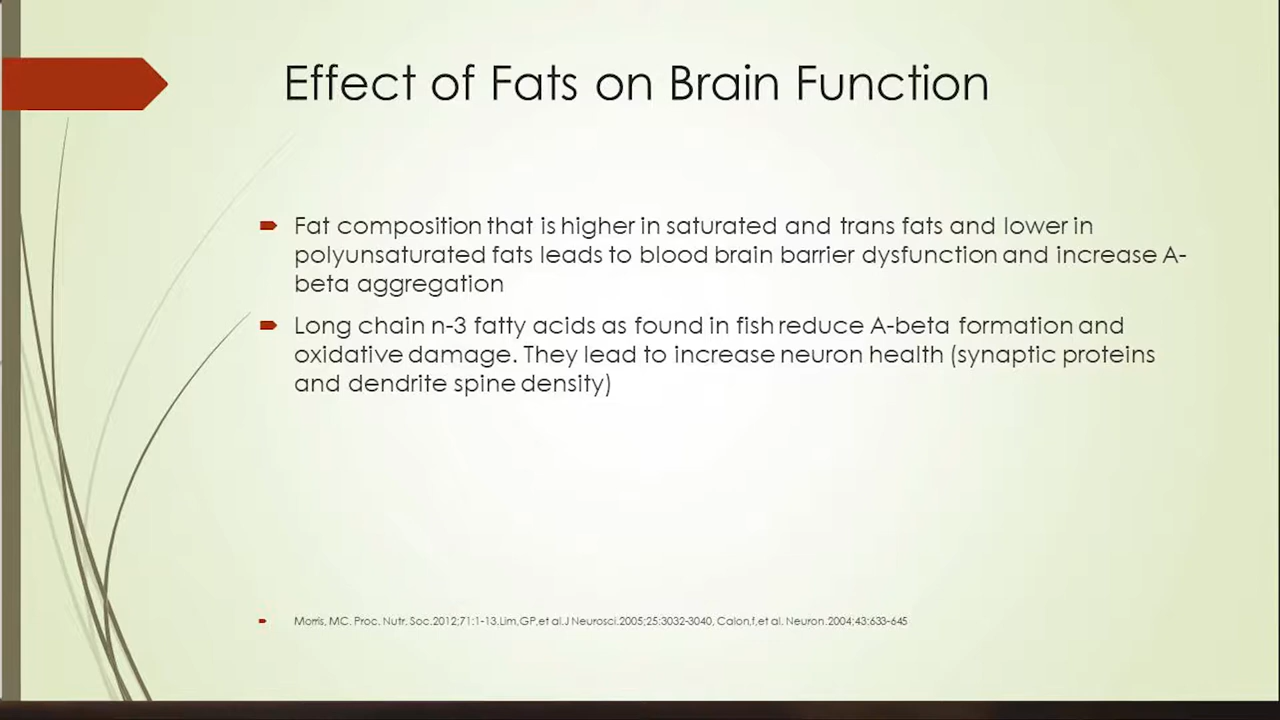 Effect of Fats on Brain Function
Fat composition that is higher in saturated and trans fats and lower in
polyunsaturated fats leads to blood brain barrier dysfunction and increase A-
beta aggregation
Long chain n-3 fatty acids as found in fish reduce A-beta formation and
oxidative damage. They lead to increase neuron health (synaptic proteins
and dendrite spine density)
Morris, MC. Proc. Nutr. Soc.2012;71:1-13.Lim,GP,et al.J Neurosci.2005;25:3032-3040, Calon,f,et al. Neuron.2004;43:633-645